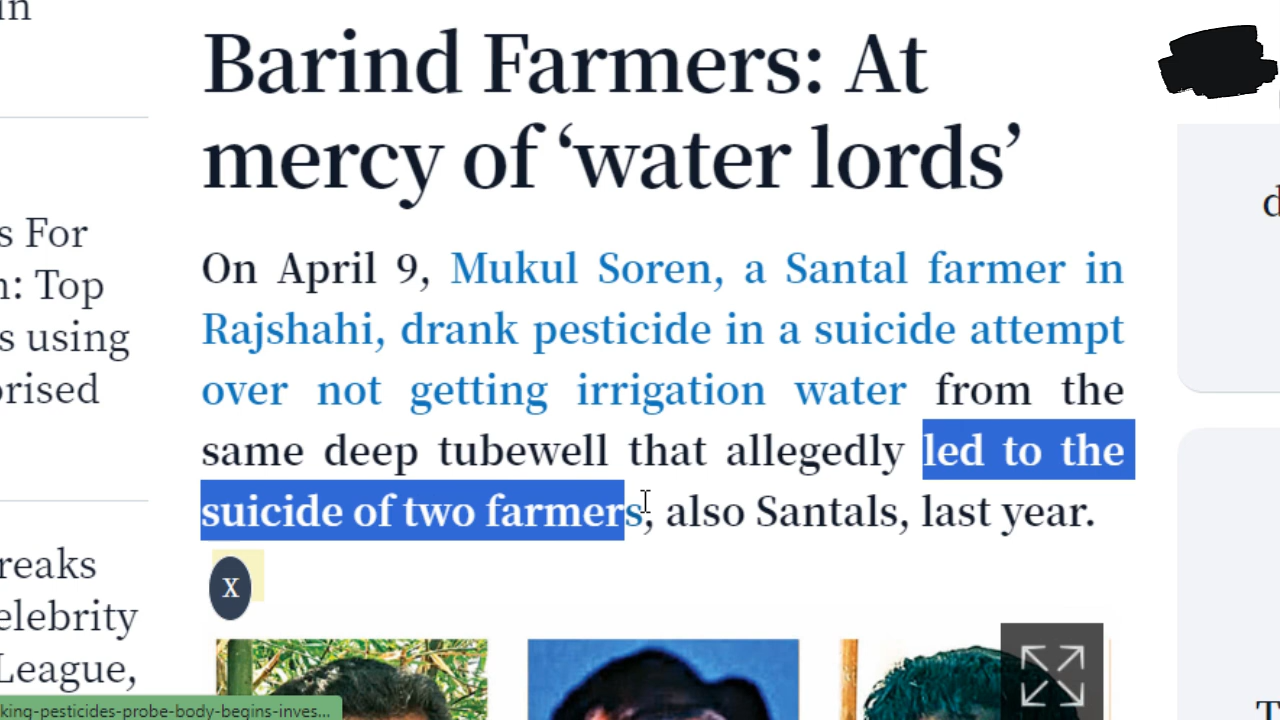 in
Barind Farmers: At
mercy of ‘water lords’
s For
n: Top
s using
orised
On April 9, Mukul Soren, a Santal farmer in
Rajshahi, drank pesticide in a suicide attempt
over not getting irrigation water from the
same deep tubewell that allegedly led to the
suicide of two farmers, also Santals, last year.
reaks
elebrity
League,
X
d
T
king-pesticides-probe-body-begins-inves...